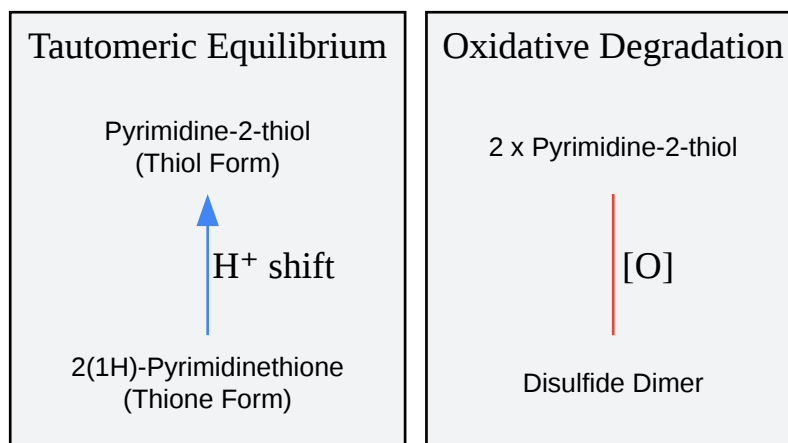 Tautomeric Equilibrium
Pyrimidine-2-thiol
(Thiol Form)
H⁺ shift
2(1H)-Pyrimidinethione
(Thione Form)
Oxidative Degradation
2 x Pyrimidine-2-thiol
[O]
Disulfide Dimer